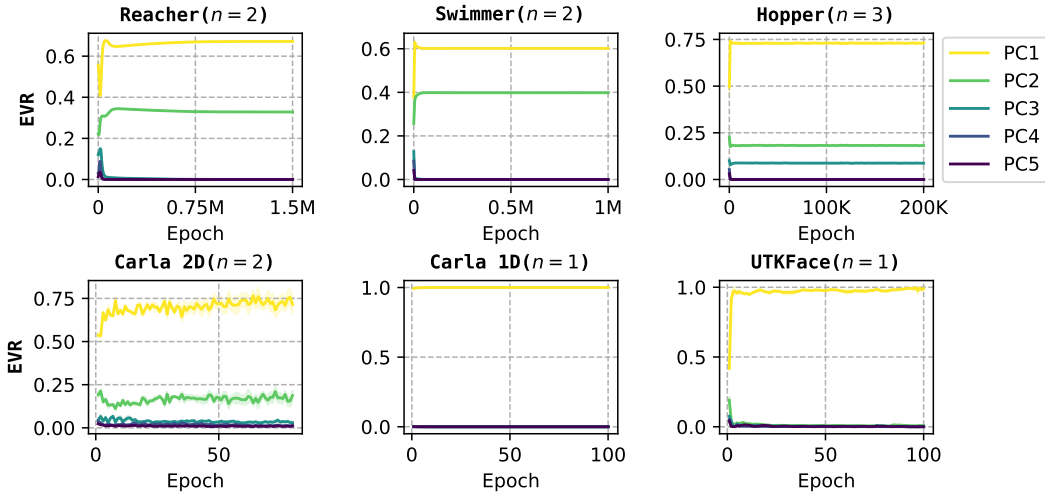 Reacher(n = 2)
Swimmer(n = 2)
Hopper(n = 3)
EVR
0.6
0.4
0.2
0.0
0
0.75M
1.5M
Epoch
0.6
0.4
0.2
0.0
0
0.5M
1M
Epoch
0.75
0.50
0.25
0.00
0
100K
200K
Epoch
PC1
PC2
PC3
PC4
PC5
Carla 2D(n = 2)
Carla 1D(n = 1)
UTKFace(n = 1)
EVR
0.75
0.50
0.25
0.00
0
50
Epoch
1.0
0.5
0.0
0
100
Epoch
1.0
0.5
0.0
0
50
100
Epoch